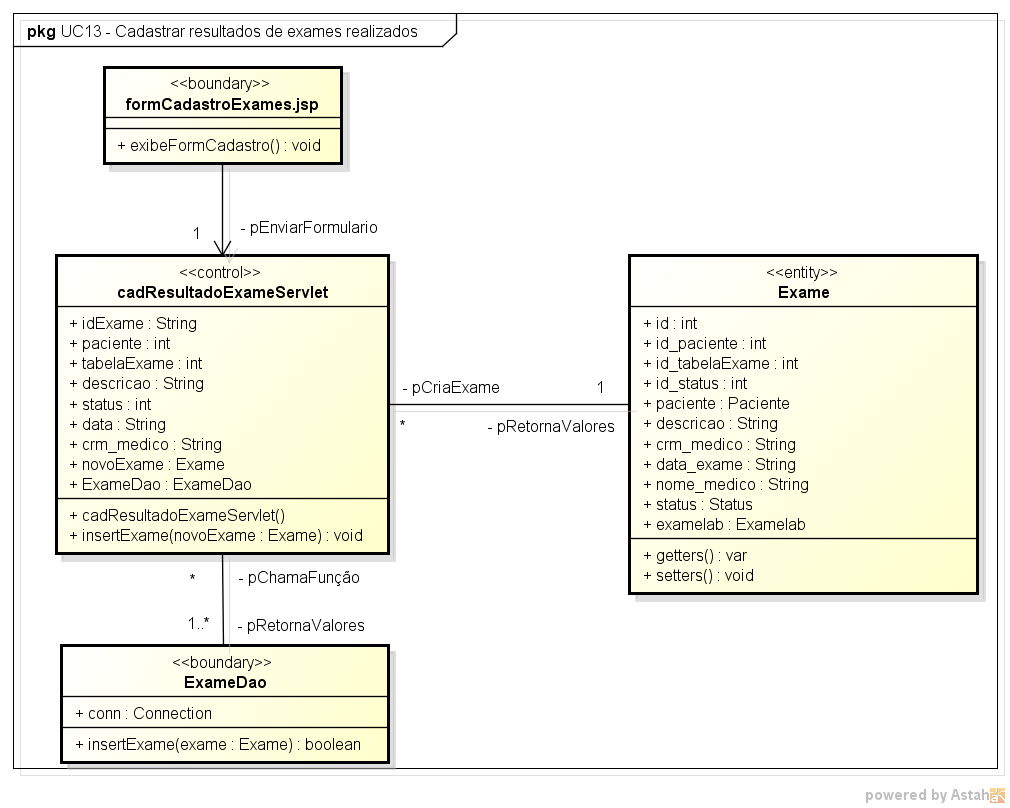 pkg UC13 - Cadastrar resultados de exames realizados
<<boundary>>
formCadastroExames.jsp
+ exibeFormCadastro() : void
1
- pEnviarFormulario
<<control>>
cadResultadoExameServlet
+ idExame : String
+ paciente : int
+ tabelaExame : int
+ descricao : String
+ status : int
+ data : String
+ crm_medico : String
+ novoExame : Exame
+ ExameDao : ExameDao
+ cadResultadoExameServlet()
+ insertExame(novoExame : Exame) : void
- pCriaExame
1
*
- pRetornaValores
<<entity>>
Exame
+ id : int
+ id_paciente : int
+ id_tabelaExame : int
+ id_status : int
+ paciente : Paciente
+ descricao : String
+ crm_medico : String
+ data_exame : String
+ nome_medico : String
+ status : Status
+ examelab : Examelab
+ getters() : var
+ setters() : void
*
- pChamaFunção
1..*
- pRetornaValores
<<boundary>>
ExameDao
+ conn : Connection
+ insertExame(exame : Exame) : boolean
powered by Astah